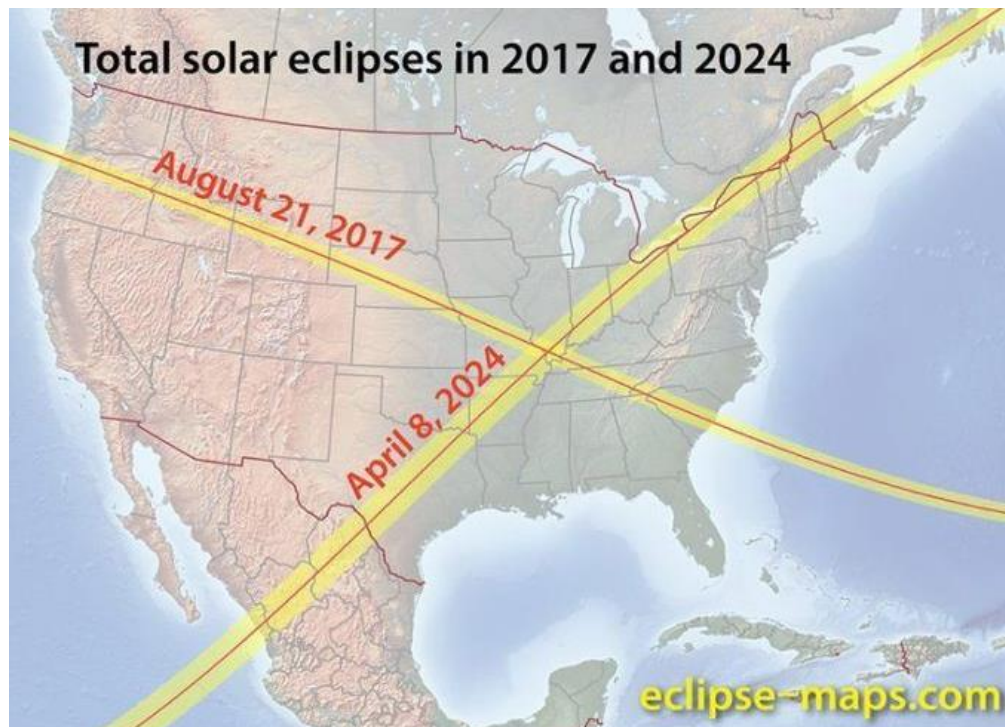 Total solar eclipses in 2017 and 2024
August 21, 2017
April 8, 2024
eclipse-maps.com